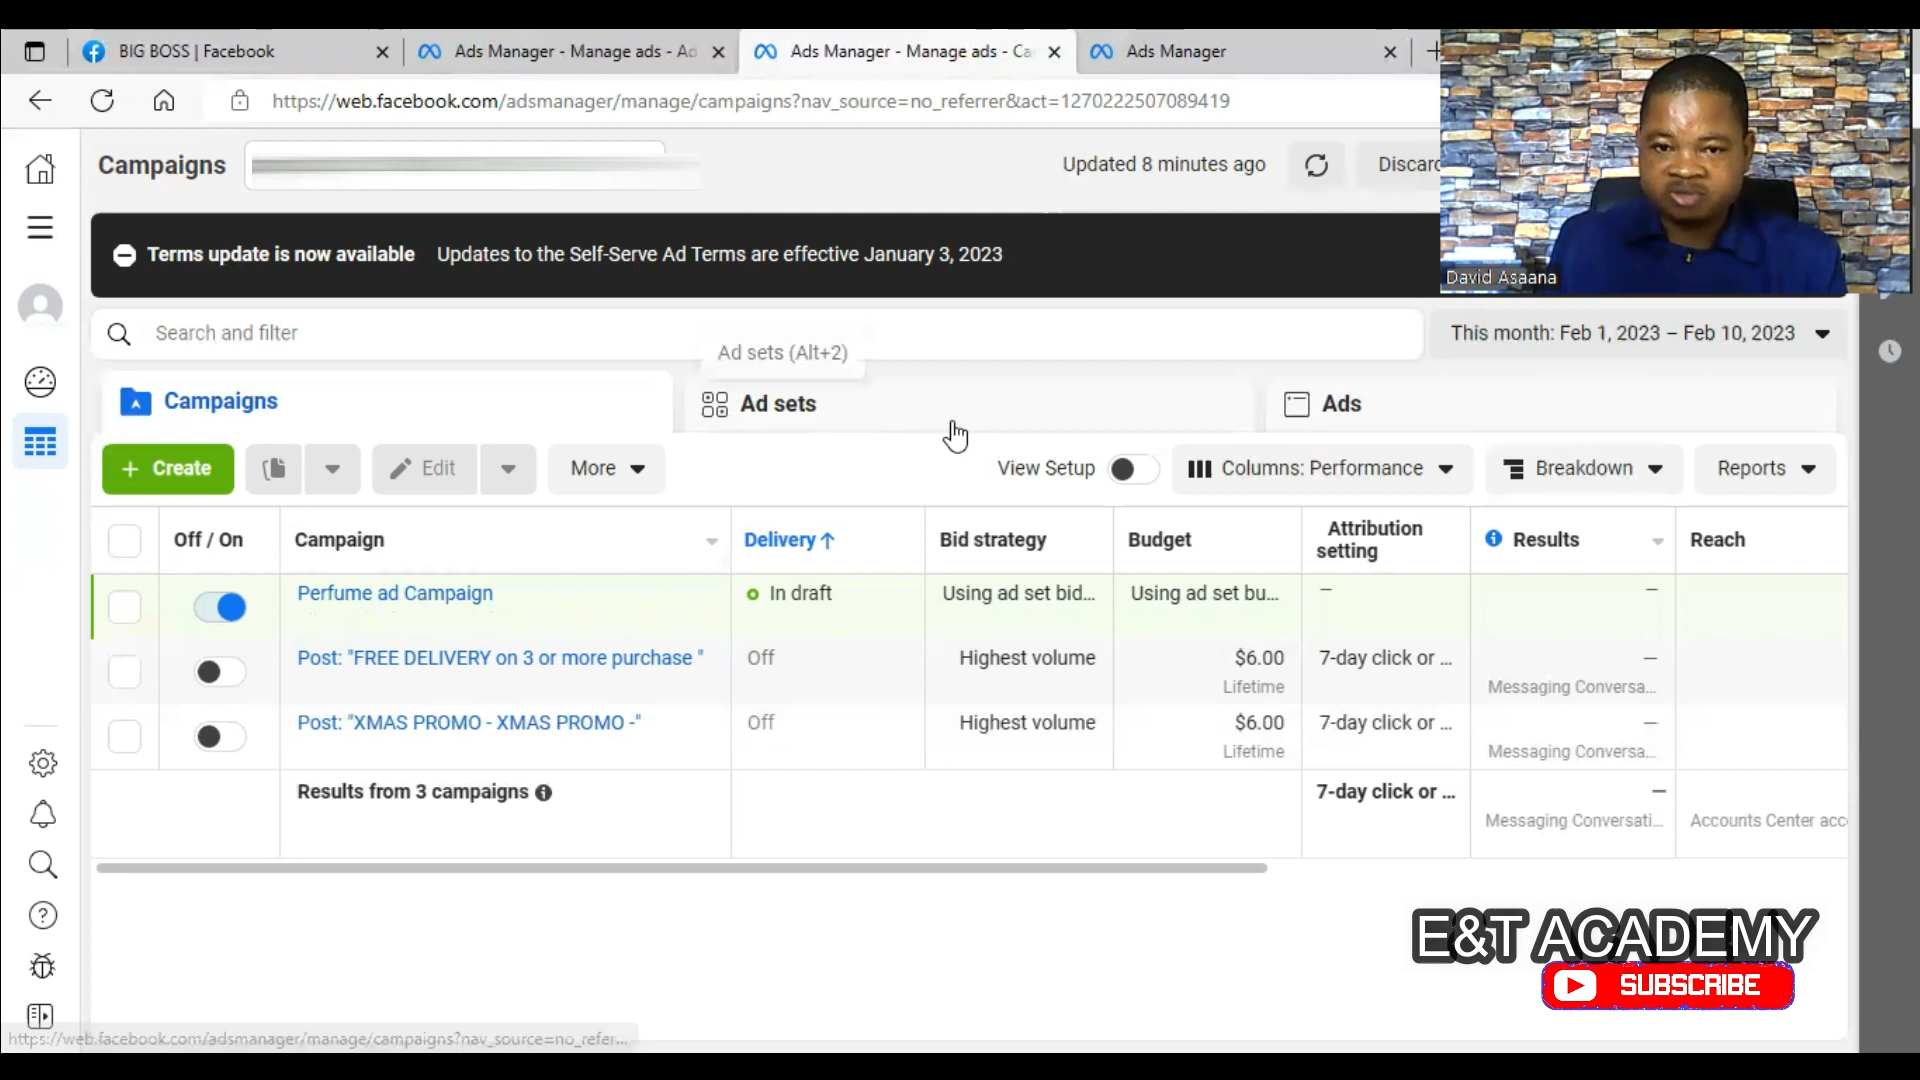 BIG BOSS | Facebook
Ads Manager - Manage ads - Ad
Ads Manager - Manage ads - Ca
Ads Manager
https://web.facebook.com/adsmanager/manage/campaigns?nav_source=no_referrer&act=1270222507089419
Campaigns
Updated 8 minutes ago
Discard
David Asaana
Terms update is now available Updates to the Self-Serve Ad Terms are effective January 3, 2023
Search and filter
This month: Feb 1, 2023 – Feb 10, 2023
Ad sets (Alt+2)
Campaigns
Ad sets
Ads
+ Create
Edit
More
View Setup
Columns: Performance
Breakdown
Reports
Off / On
Campaign
Delivery ↑
Bid strategy
Budget
Attribution
setting
Results
Reach
Perfume ad Campaign
In draft
Using ad set bid...
Using ad set bu...
—
—
Post: "FREE DELIVERY on 3 or more purchase "
Off
Highest volume
$6.00
Lifetime
7-day click or ...
—
Messaging Conversa...
Post: "XMAS PROMO - XMAS PROMO -"
Off
Highest volume
$6.00
Lifetime
7-day click or ...
—
Messaging Conversa...
Results from 3 campaigns
7-day click or ...
—
Messaging Conversati...
Accounts Center acc
E&T ACADEMY
SUBSCRIBE
https://web.facebook.com/adsmanager/manage/campaigns?nav_source=no_refer...